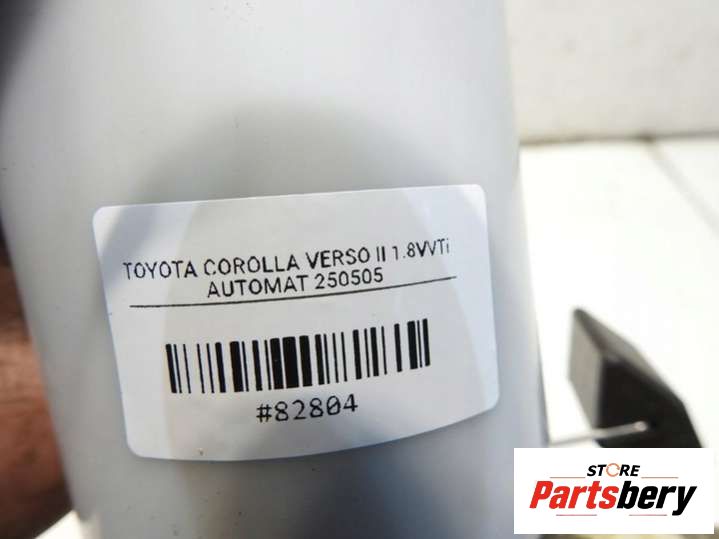 TOYOTA COROLLA VERSO II 1.8VVTi
AUTOMAT 250505
#82804
STORE
Partsbery